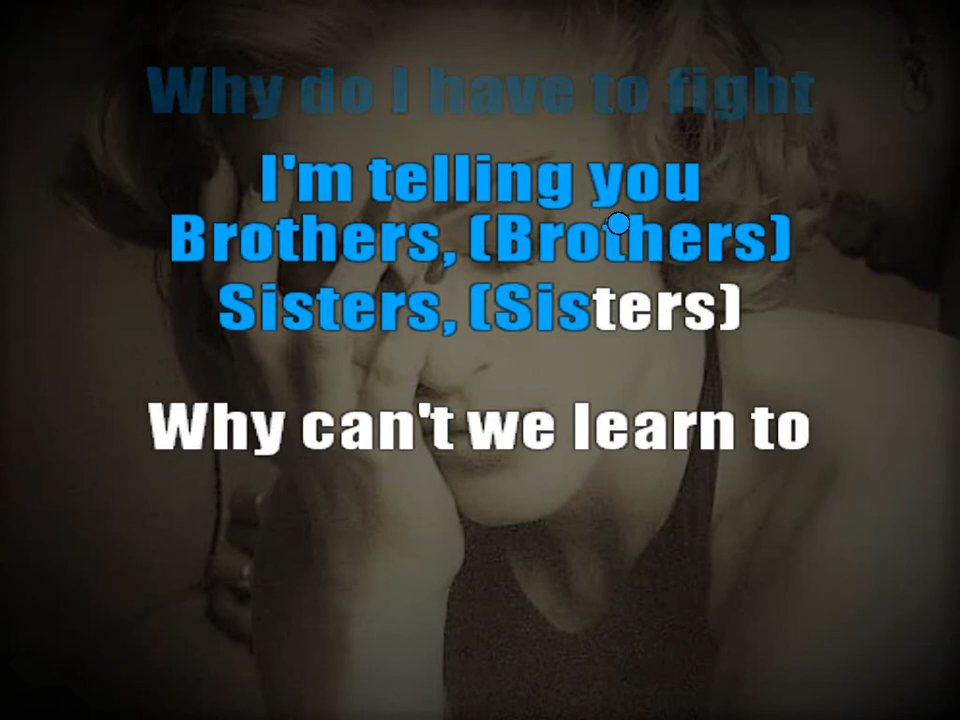 Why do I have to fight
I'm telling you
Brothers, (Brothers)
Sisters, (Sisters)
Why can't we learn to